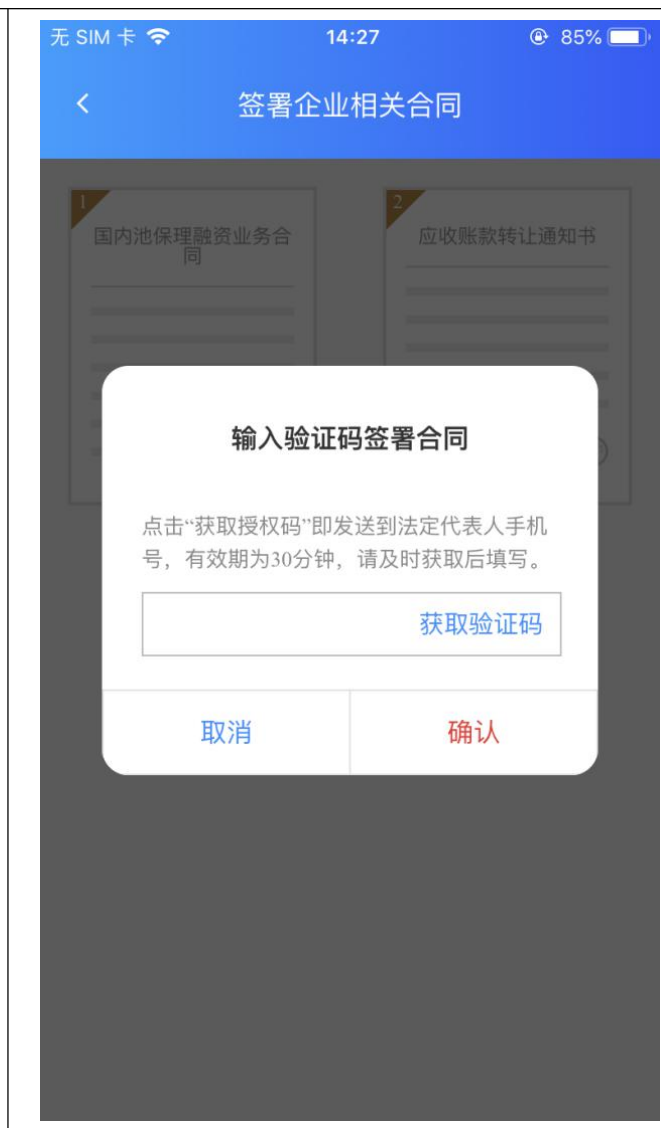 无 SIM 卡 14:27 85%
签署企业相关合同
1
国内池保理融资业务合
同
2
应收账款转让通知书
输入验证码签署合同
点击“获取授权码”即发送到法定代表人手机
号，有效期为30分钟，请及时获取后填写。
获取验证码
取消 确认